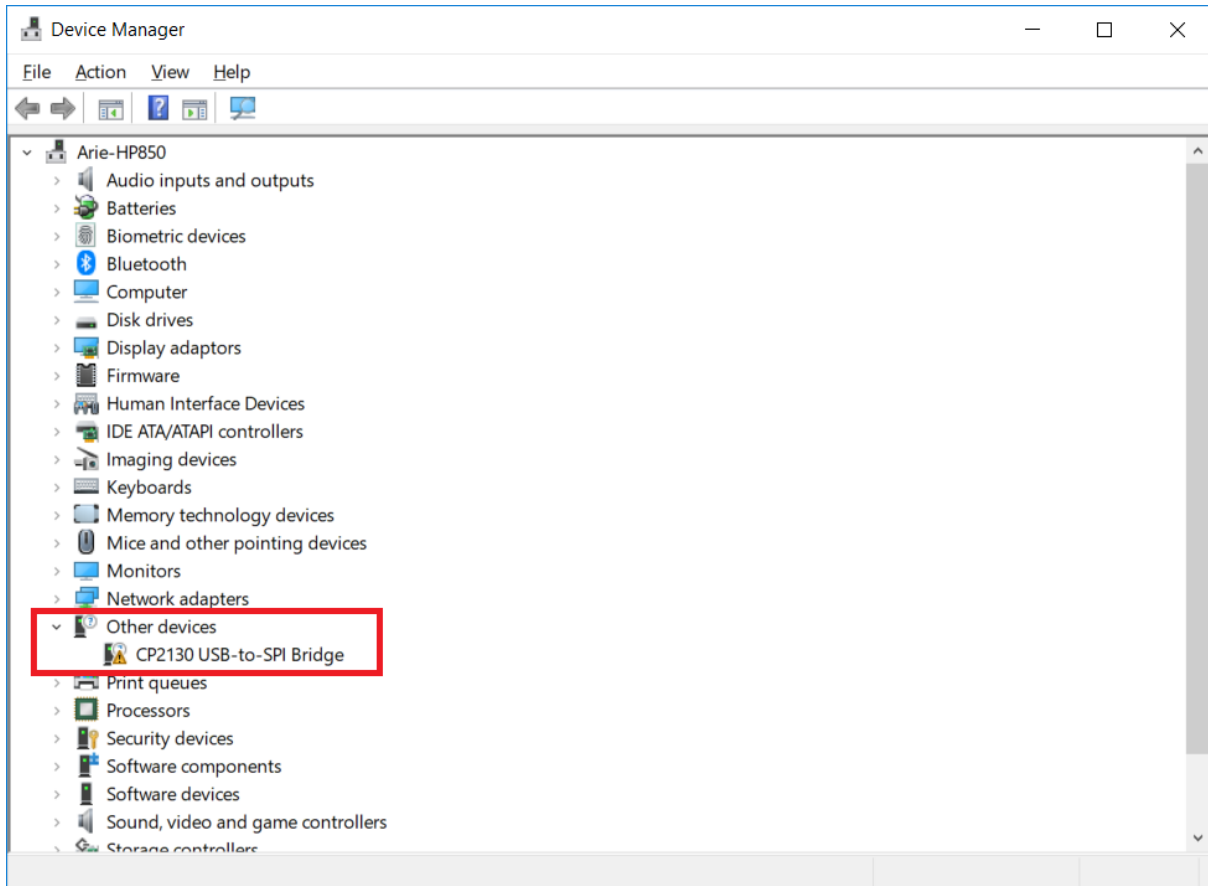 Device Manager
File Action View Help
Arie-HP850
Audio inputs and outputs
Batteries
Biometric devices
Bluetooth
Computer
Disk drives
Display adaptors
Firmware
Human Interface Devices
IDE ATA/ATAPI controllers
Imaging devices
Keyboards
Memory technology devices
Mice and other pointing devices
Monitors
Network adapters
Other devices
CP2130 USB-to-SPI Bridge
Print queues
Processors
Security devices
Software components
Software devices
Sound, video and game controllers
Storage controllers